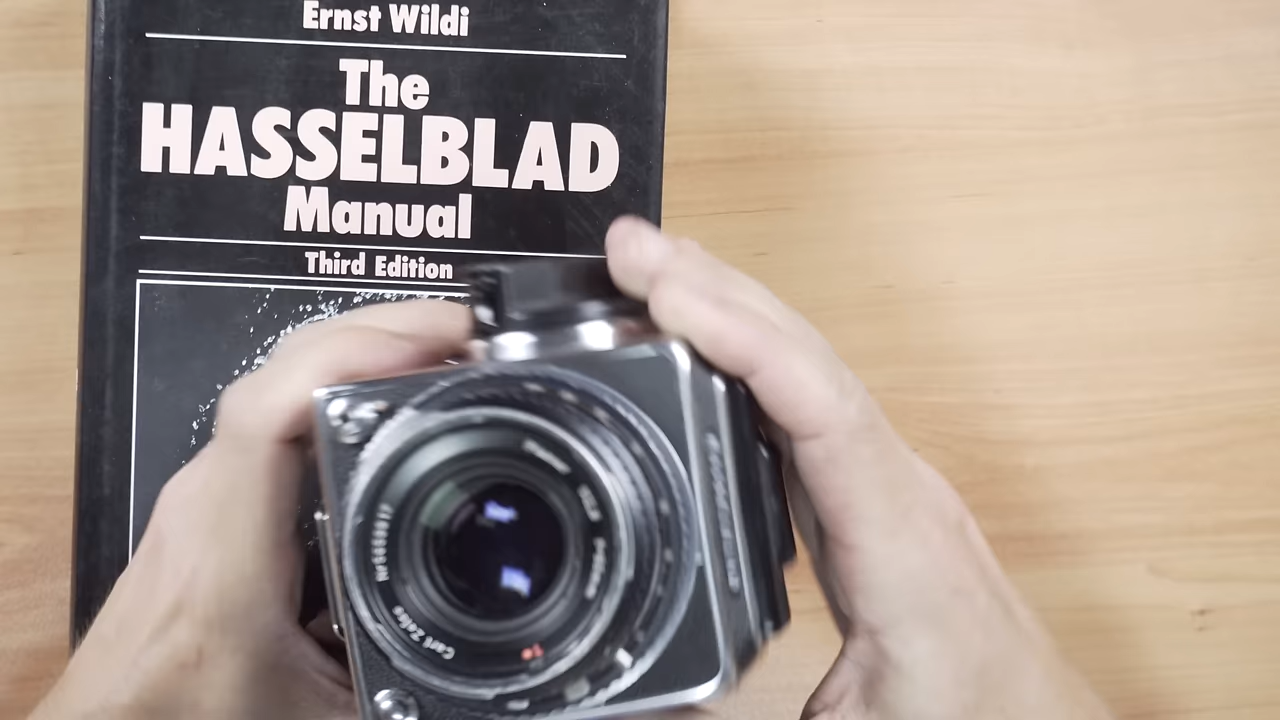 Ernst Wildi
The
HASSELBLAD
Manual
Third Edition
Carl Zeiss
T*